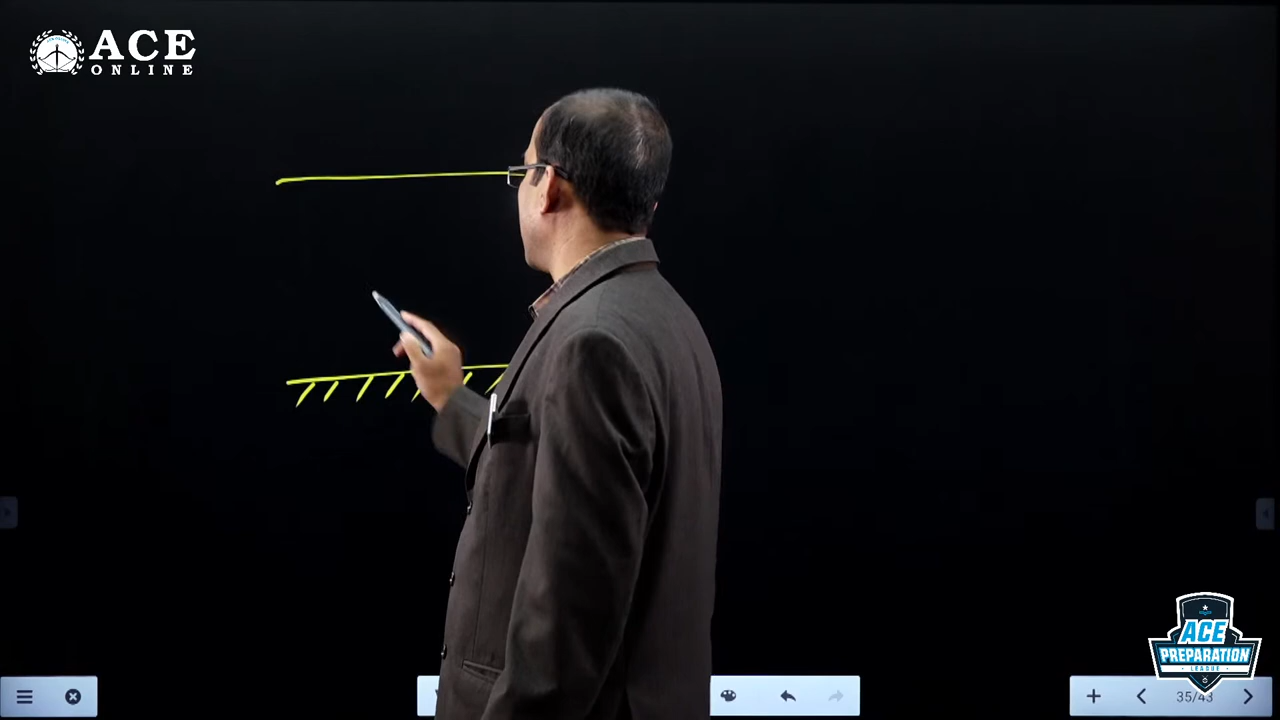 ACE
ONLINE
ACE
PREPARATION
LEAGUE
35/43